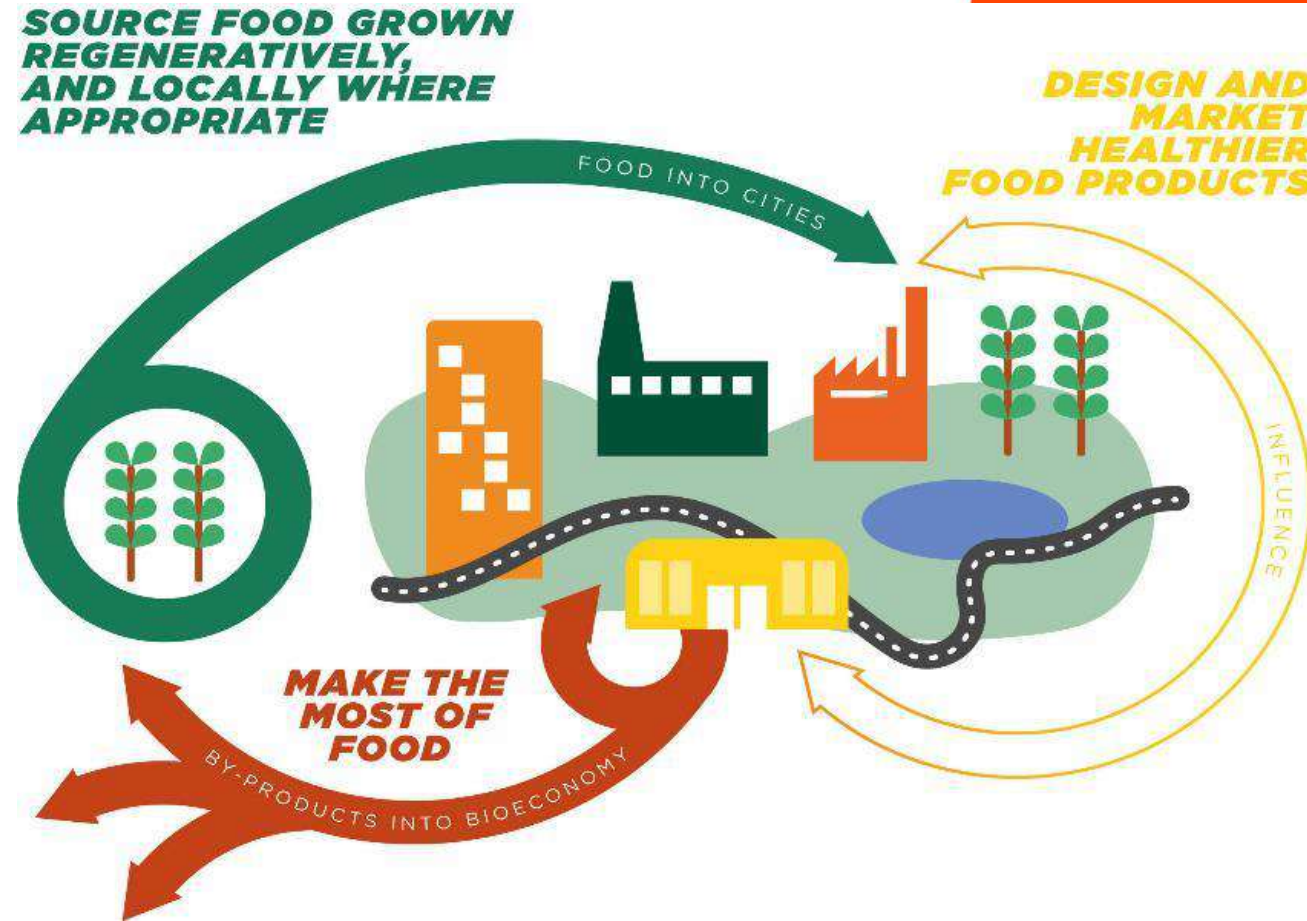 SOURCE FOOD GROWN
REGENERATIVELY,
AND LOCALLY WHERE
APPROPRIATE
FOOD INTO CITIES
DESIGN AND
MARKET
HEALTHIER
FOOD PRODUCTS
INFLUENCE
MAKE THE
MOST OF
FOOD
BY-PRODUCTS INTO BIOECONOMY